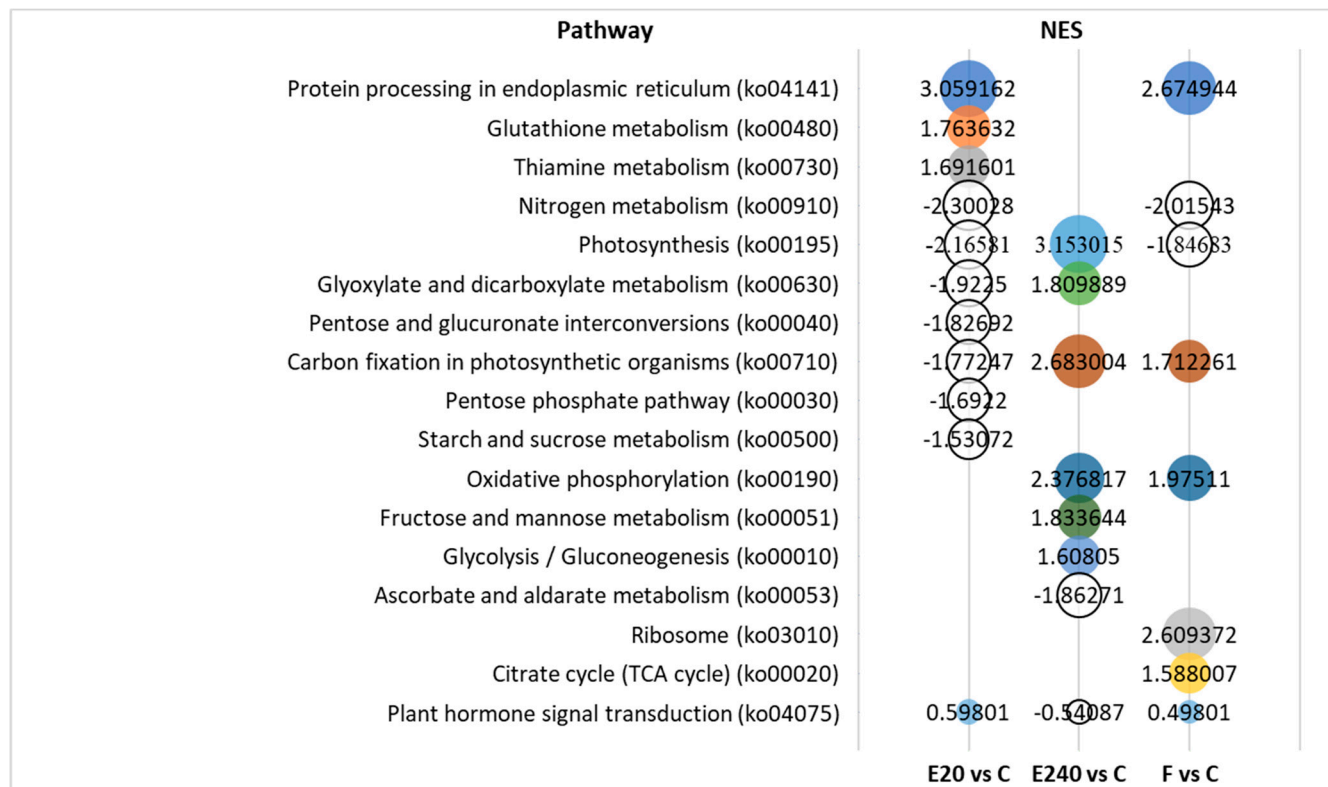 Pathway NES
Protein processing in endoplasmic reticulum (ko04141) 3.059162 2.674944
Glutathione metabolism (ko00480) 1.763632
Thiamine metabolism (ko00730) 1.691601
Nitrogen metabolism (ko00910) -2.30028 -2.01543
Photosynthesis (ko00195) -2.16581 3.153015 -1.84683
Glyoxylate and dicarboxylate metabolism (ko00630) -1.9225 1.809889
Pentose and glucuronate interconversions (ko00040) -1.82692
Carbon fixation in photosynthetic organisms (ko00710) -1.77247 2.683004 1.712261
Pentose phosphate pathway (ko00030) -1.6922
Starch and sucrose metabolism (ko00500) -1.53072
Oxidative phosphorylation (ko00190) 2.376817 1.97511
Fructose and mannose metabolism (ko00051) 1.833644
Glycolysis / Gluconeogenesis (ko00010) 1.60805
Ascorbate and aldarate metabolism (ko00053) -1.86271
Ribosome (ko03010) 2.609372
Citrate cycle (TCA cycle) (ko00020) 1.588007
Plant hormone signal transduction (ko04075) 0.59801 -0.54087 0.49801
E20 vs C E240 vs C F vs C